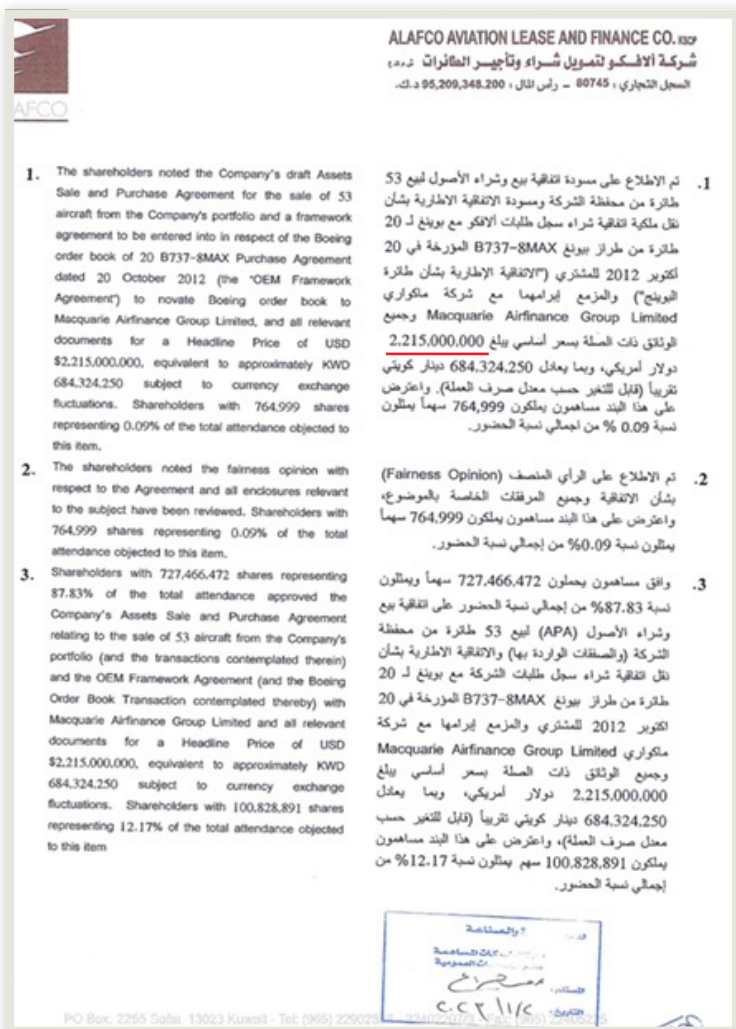 ALAFCO AVIATION LEASE AND FINANCE CO. KSCP
شركة ألافكو لتمويل شراء وتأجير الطائرات ش.م.ك.ع
السجل التجاري : 80745 – رأس المال : 95,209,348.200 د.ك.
AFCO
1. The shareholders noted the Company's draft Assets
Sale and Purchase Agreement for the sale of 53
aircraft from the Company's portfolio and a framework
agreement to be entered into in respect of the Boeing
order book of 20 B737-8MAX Purchase Agreement
dated 20 October 2012 (the "OEM Framework
Agreement") to novate Boeing order book to
Macquarie Airfinance Group Limited, and all relevant
documents for a Headline Price of USD
$2,215,000,000, equivalent to approximately KWD
684,324,250 subject to currency exchange
fluctuations. Shareholders with 764,999 shares
representing 0.09% of the total attendance objected to
this item.
2. The shareholders noted the fairness opinion with
respect to the Agreement and all enclosures relevant
to the subject have been reviewed. Shareholders with
764,999 shares representing 0.09% of the total
attendance objected to this item.
3. Shareholders with 727,466,472 shares representing
87.83% of the total attendance approved the
Company's Assets Sale and Purchase Agreement
relating to the sale of 53 aircraft from the Company's
portfolio (and the transactions contemplated therein)
and the OEM Framework Agreement (and the Boeing
Order Book Transaction contemplated thereby) with
Macquarie Airfinance Group Limited and all relevant
documents for a Headline Price of USD
$2,215,000,000, equivalent to approximately KWD
684,324,250 subject to currency exchange
fluctuations. Shareholders with 100,828,891 shares
representing 12.17% of the total attendance objected
to this item
1. تم الاطلاع على مسودة اتفاقية بيع وشراء الأصول لبيع 53
طائرة من محفظة الشركة ومسودة الاتفاقية الاطارية بشأن
نقل ملكية اتفاقية شراء سجل طلبات ألافكو مع بوينغ لـ 20
طائرة من طراز بيونغ B737-8MAX المؤرخة في 20
أكتوبر 2012 للمشتري ("الاتفاقية الإطارية بشأن طائرة
البوينج") والمزمع إبرامهما مع شركة ماكواري
Macquarie Airfinance Group Limited وجميع
الوثائق ذات الصلة بسعر أساسي يبلغ 2,215,000,000
دولار أمريكي، وبما يعادل 684,324,250 دينار كويتي
تقريباً (قابل للتغير حسب معدل صرف العملة). واعترض
على هذا البند مساهمون يملكون 764,999 سهماً يمثلون
نسبة 0.09 % من اجمالي نسبة الحضور.
2. تم الاطلاع على الرأي المنصف (Fairness Opinion)
بشأن الاتفاقية وجميع المرفقات الخاصة بالموضوع،
واعترض على هذا البند مساهمون يملكون 764,999 سهماً
يمثلون نسبة 0.09% من إجمالي نسبة الحضور.
3. وافق مساهمون يحملون 727,466,472 سهماً ويمثلون
نسبة 87.83% من إجمالي نسبة الحضور على اتفاقية بيع
وشراء الأصول (APA) لبيع 53 طائرة من محفظة
الشركة (والصفقات الواردة بها) والاتفاقية الاطارية بشأن
نقل اتفاقية شراء سجل طلبات الشركة مع بوينغ لـ 20
طائرة من طراز بيونغ B737-8MAX المؤرخة في 20
اكتوبر 2012 للمشتري والمزمع إبرامها مع شركة
ماكواري Macquarie Airfinance Group Limited
وجميع الوثائق ذات الصلة بسعر أساسي يبلغ
2,215,000,000 دولار أمريكي، وبما يعادل
684,324,250 دينار كويتي تقريباً (قابل للتغير حسب
معدل صرف العملة)، واعترض على هذا البند مساهمون
يملكون 100,828,891 سهم يمثلون نسبة 12.17% من
إجمالي نسبة الحضور.
والصناعة
العمومية
المستلم:
التاريخ: ٢٠٢٣/١/٢
PO Box: 2255 Safat, 13023 Kuwait - Tel: (965) Fax: (965)